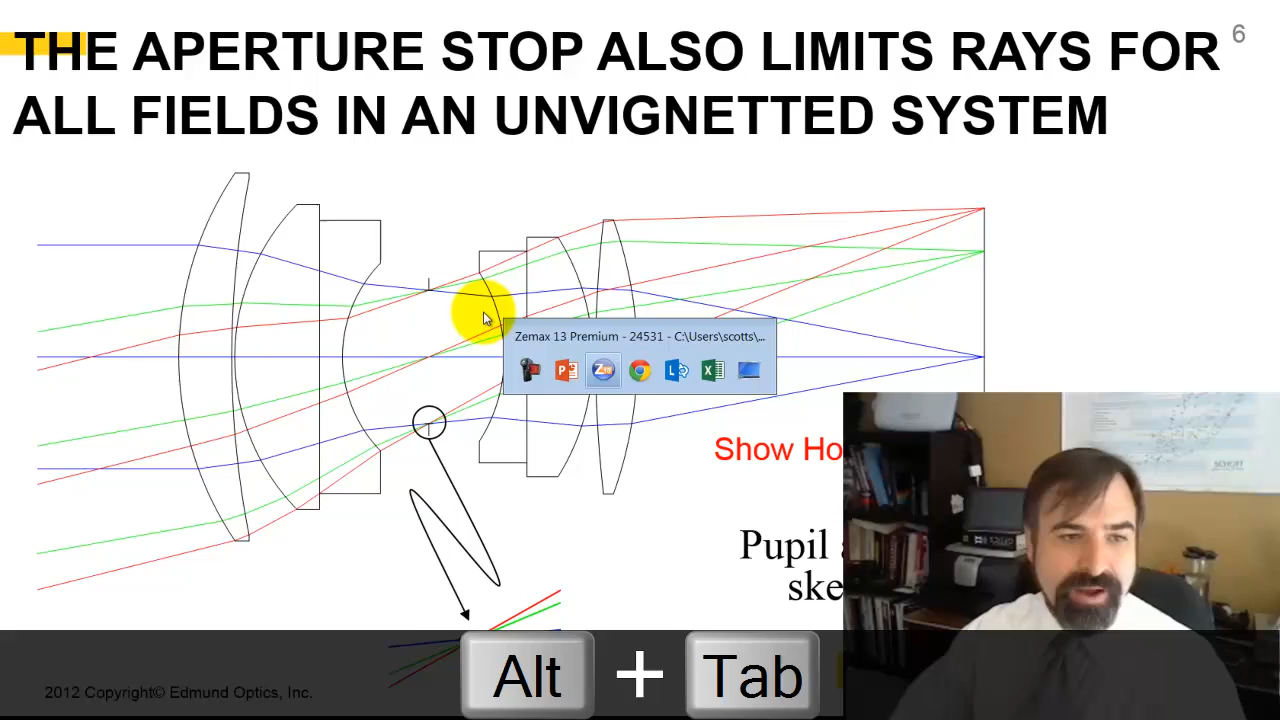 THE APERTURE STOP ALSO LIMITS RAYS FOR
6
ALL FIELDS IN AN UNVIGNETTED SYSTEM
Zemax 13 Premium - 24531 - C:\Users\scotts\...
Show Ho
SCHOTT
Pupil a
ske
2012 Copyright© Edmund Optics, Inc.
Alt + Tab